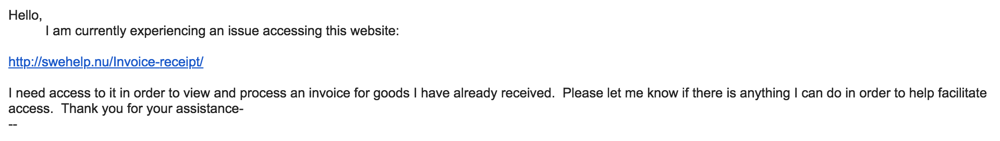 Hello,
I am currently experiencing an issue accessing this website:
http://swehelp.nu/Invoice-receipt/
I need access to it in order to view and process an invoice for goods I have already received.  Please let me know if there is anything I can do in order to help facilitate
access.  Thank you for your assistance-
--